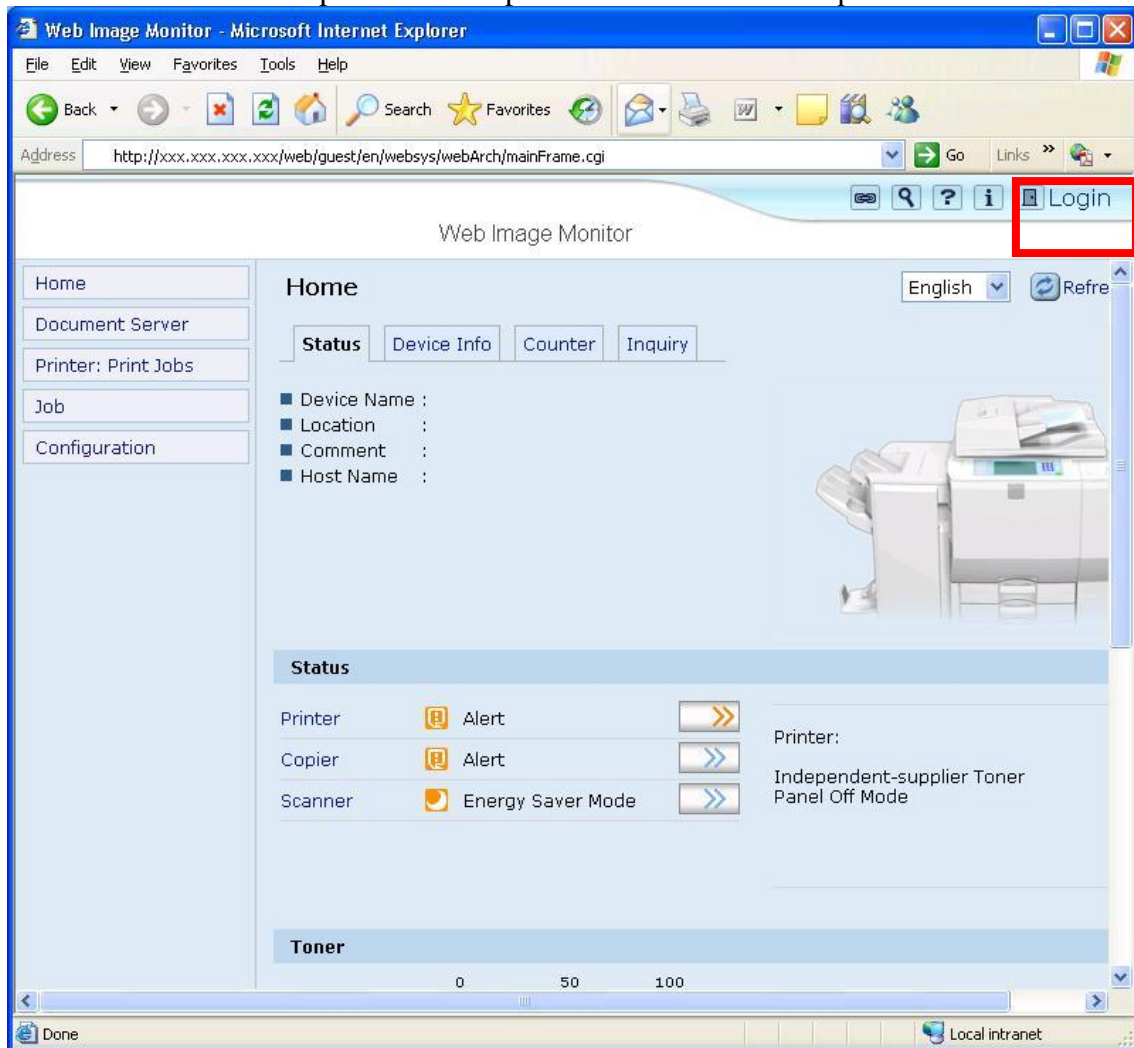 Web Image Monitor - Microsoft Internet Explorer
File Edit View Favorites Tools Help
Back Search Favorites
Address http://xxx.xxx.xxx.xxx/web/guest/en/websys/webArch/mainFrame.cgi Go Links »
? i Login
Web Image Monitor
Home
Document Server
Printer: Print Jobs
Job
Configuration
Home English Refre
Status Device Info Counter Inquiry
Device Name :
Location :
Comment :
Host Name :
Status
Printer Alert
Copier Alert
Scanner Energy Saver Mode
Printer:
Independent-supplier Toner
Panel Off Mode
Toner
0 50 100
Done Local intranet